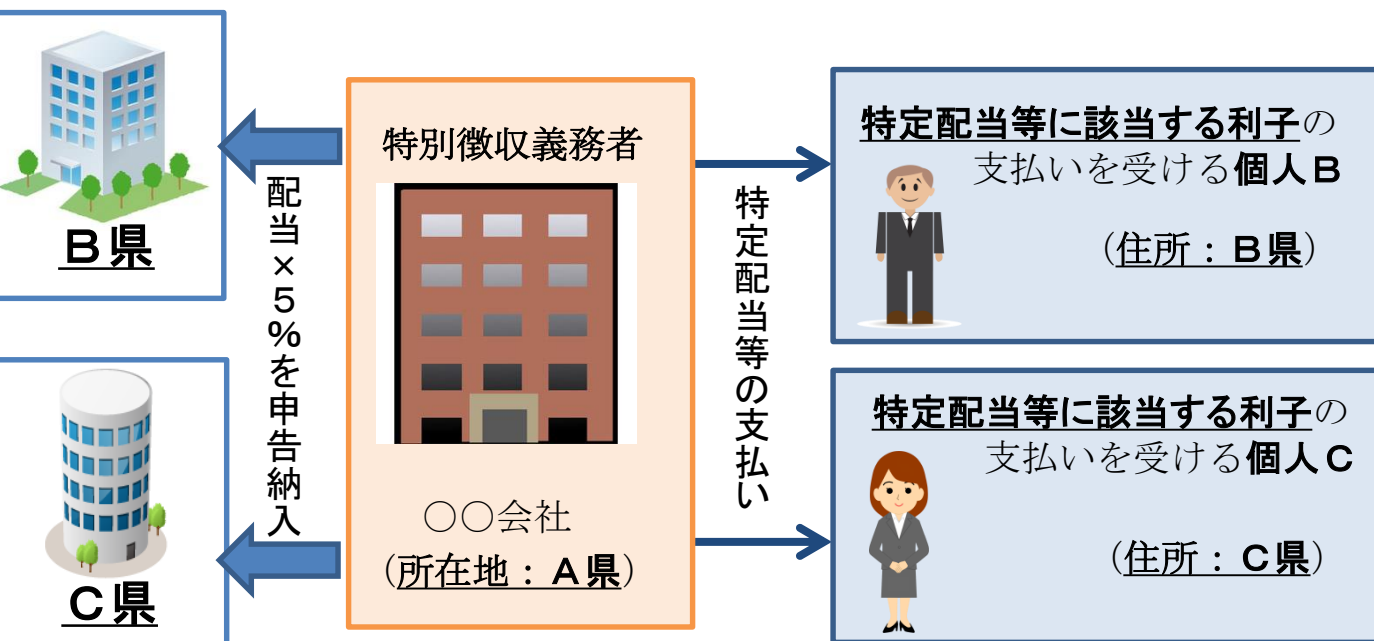 B県
C県
配当×5%を申告納入
特別徴収義務者
○○会社
(所在地:A県)
特定配当等の支払い
特定配当等に該当する利子の
支払いを受ける個人B
(住所:B県)
特定配当等に該当する利子の
支払いを受ける個人C
(住所:C県)